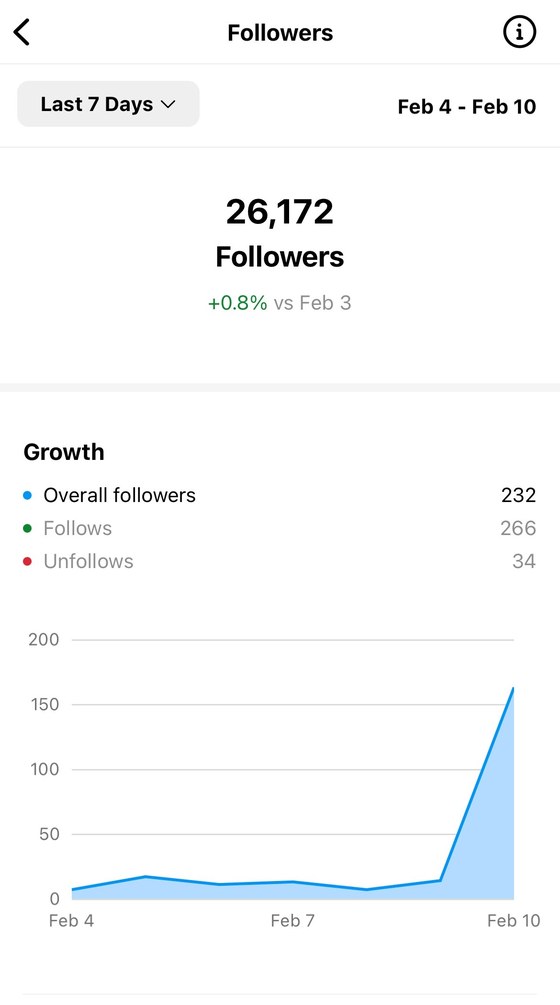 Followers
Last 7 Days
Feb 4 - Feb 10
26,172
Followers
+0.8% vs Feb 3
Growth
Overall followers 232
Follows 266
Unfollows 34
200
150
100
50
0
Feb 4 Feb 7 Feb 10